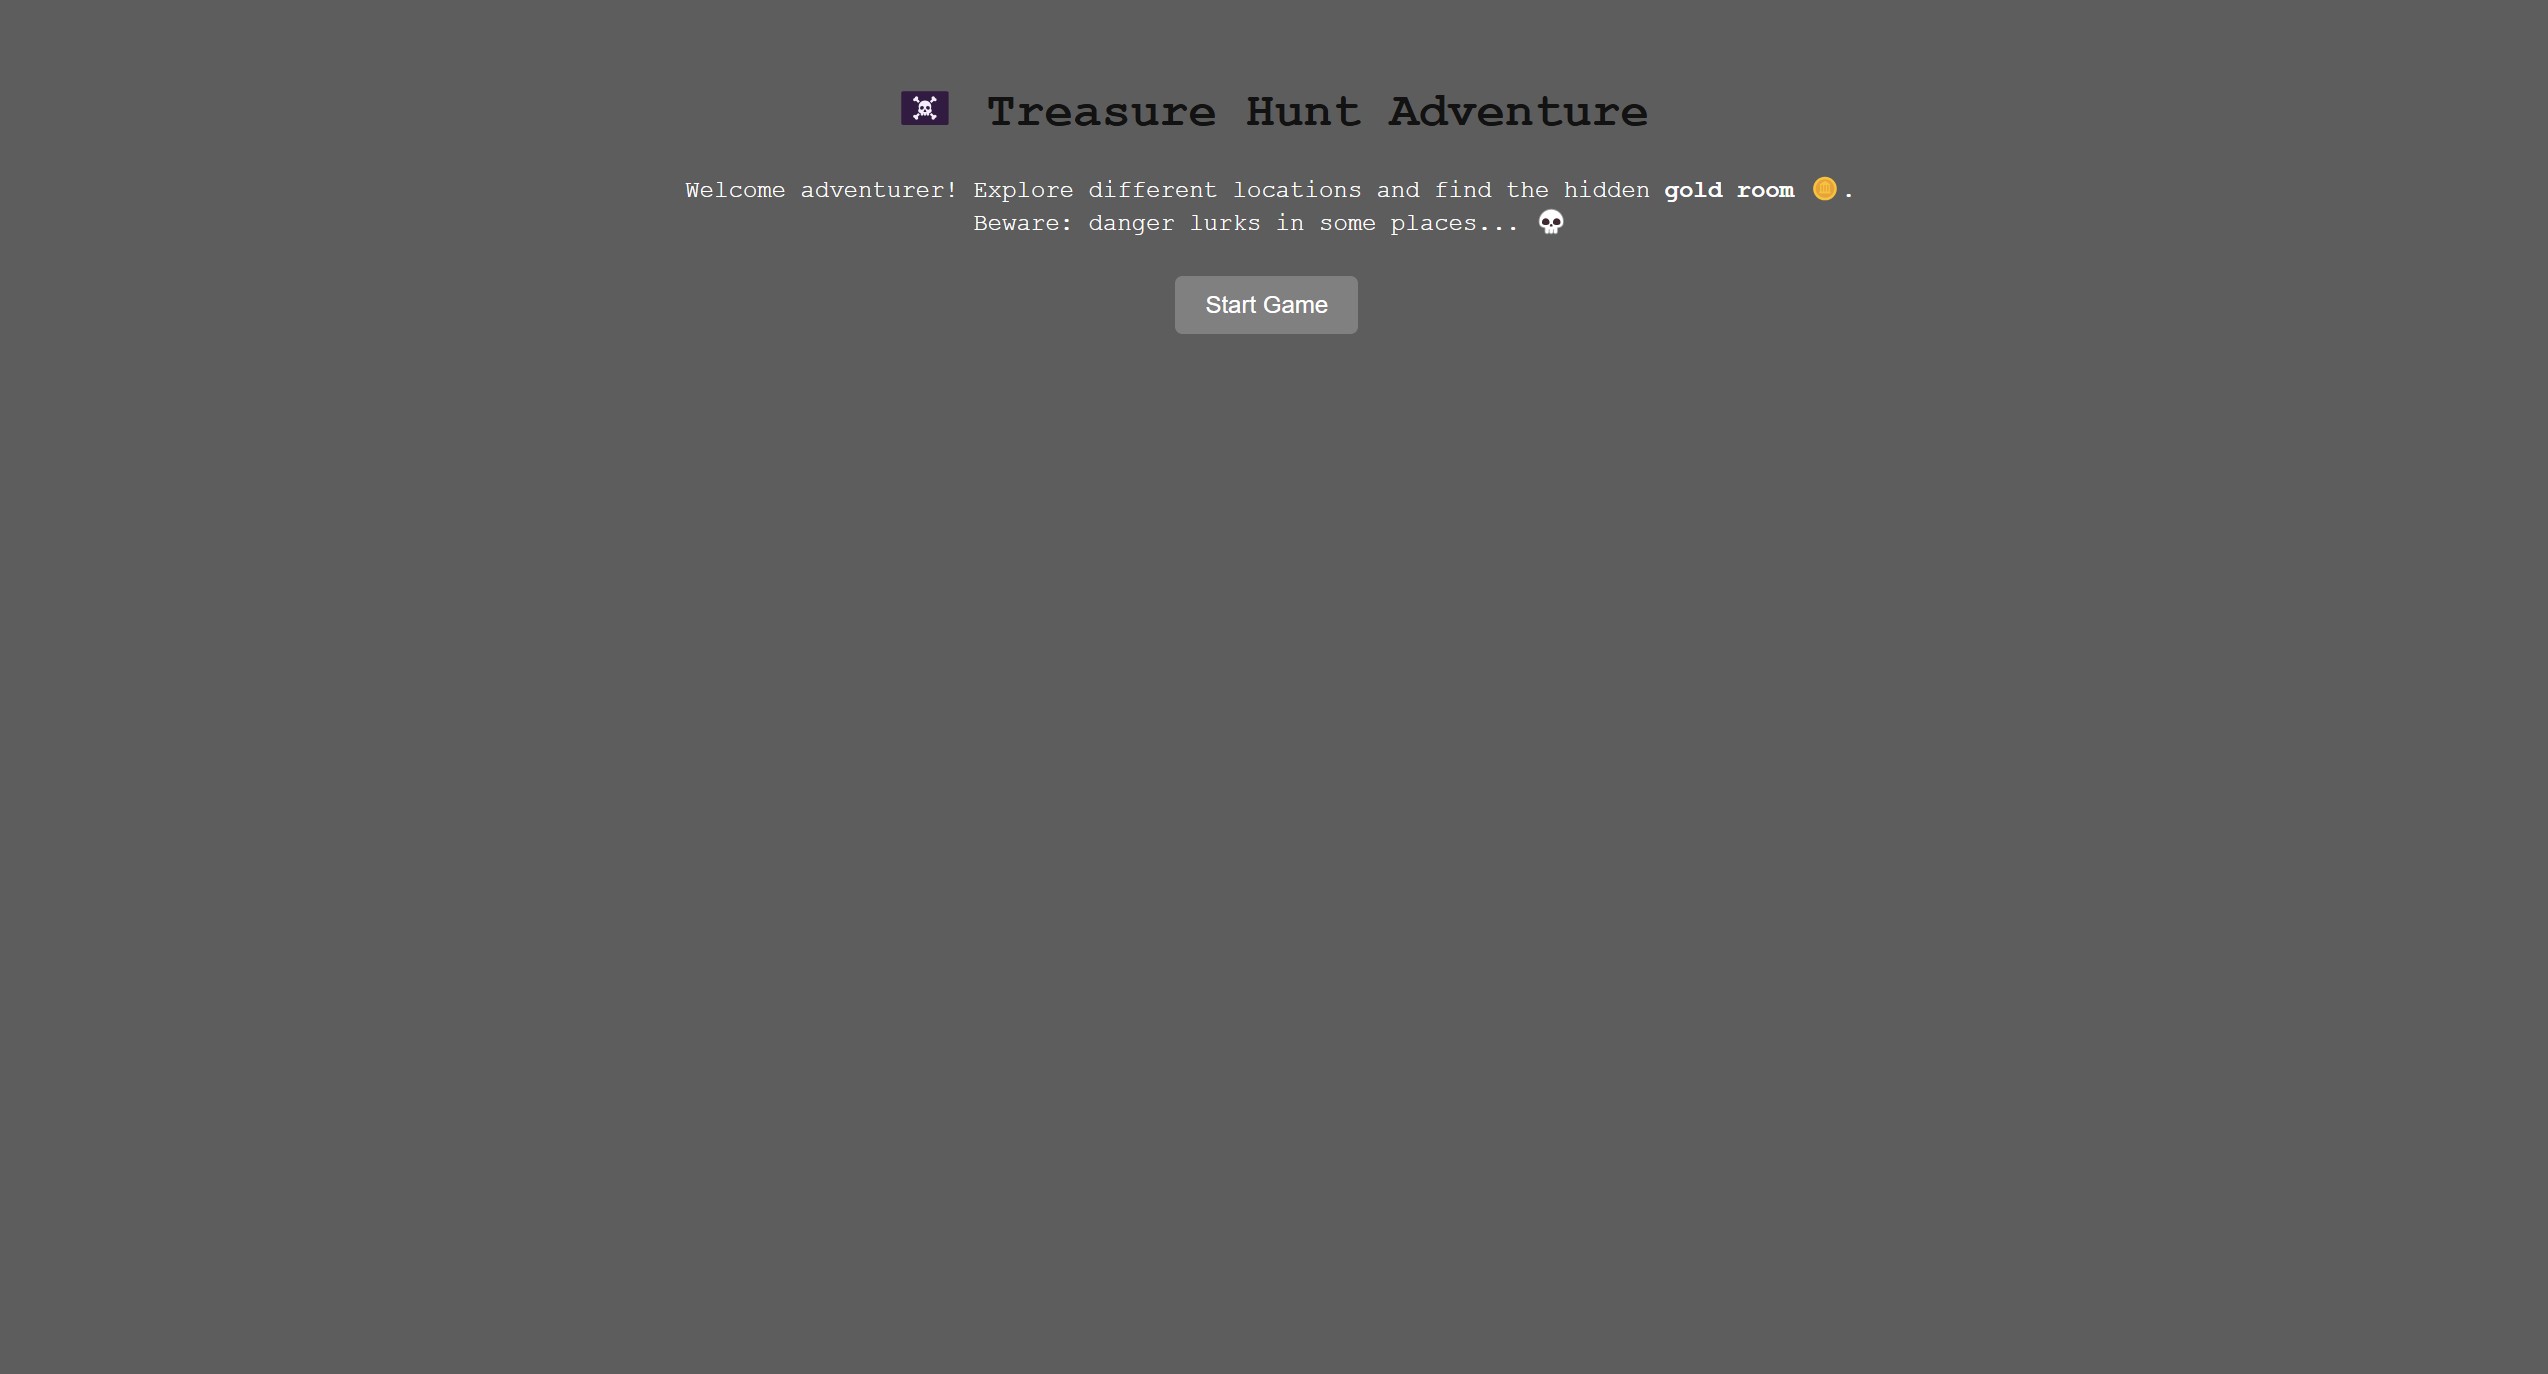 Treasure Hunt Adventure
Welcome adventurer! Explore different locations and find the hidden gold room 🪙.
Beware: danger lurks in some places... 💀
Start Game